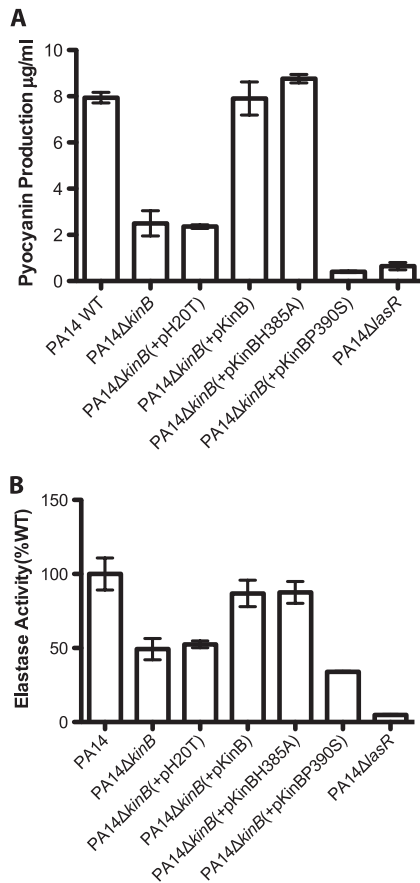 A
Pyocyanin Production µg/ml
10
8
6
4
2
0
PA14 WT
PA14ΔkinB
PA14ΔkinB(+pH20T)
PA14ΔkinB(+pKinB)
PA14ΔkinB(+pKinBH385A)
PA14ΔkinB(+pKinBP390S)
PA14ΔlasR
B
Elastase Activity(%WT)
150
100
50
0
PA14
PA14ΔkinB
PA14ΔkinB(+pH20T)
PA14ΔkinB(+pKinB)
PA14ΔkinB(+pKinBH385A)
PA14ΔkinB(+pKinBP390S)
PA14ΔlasR